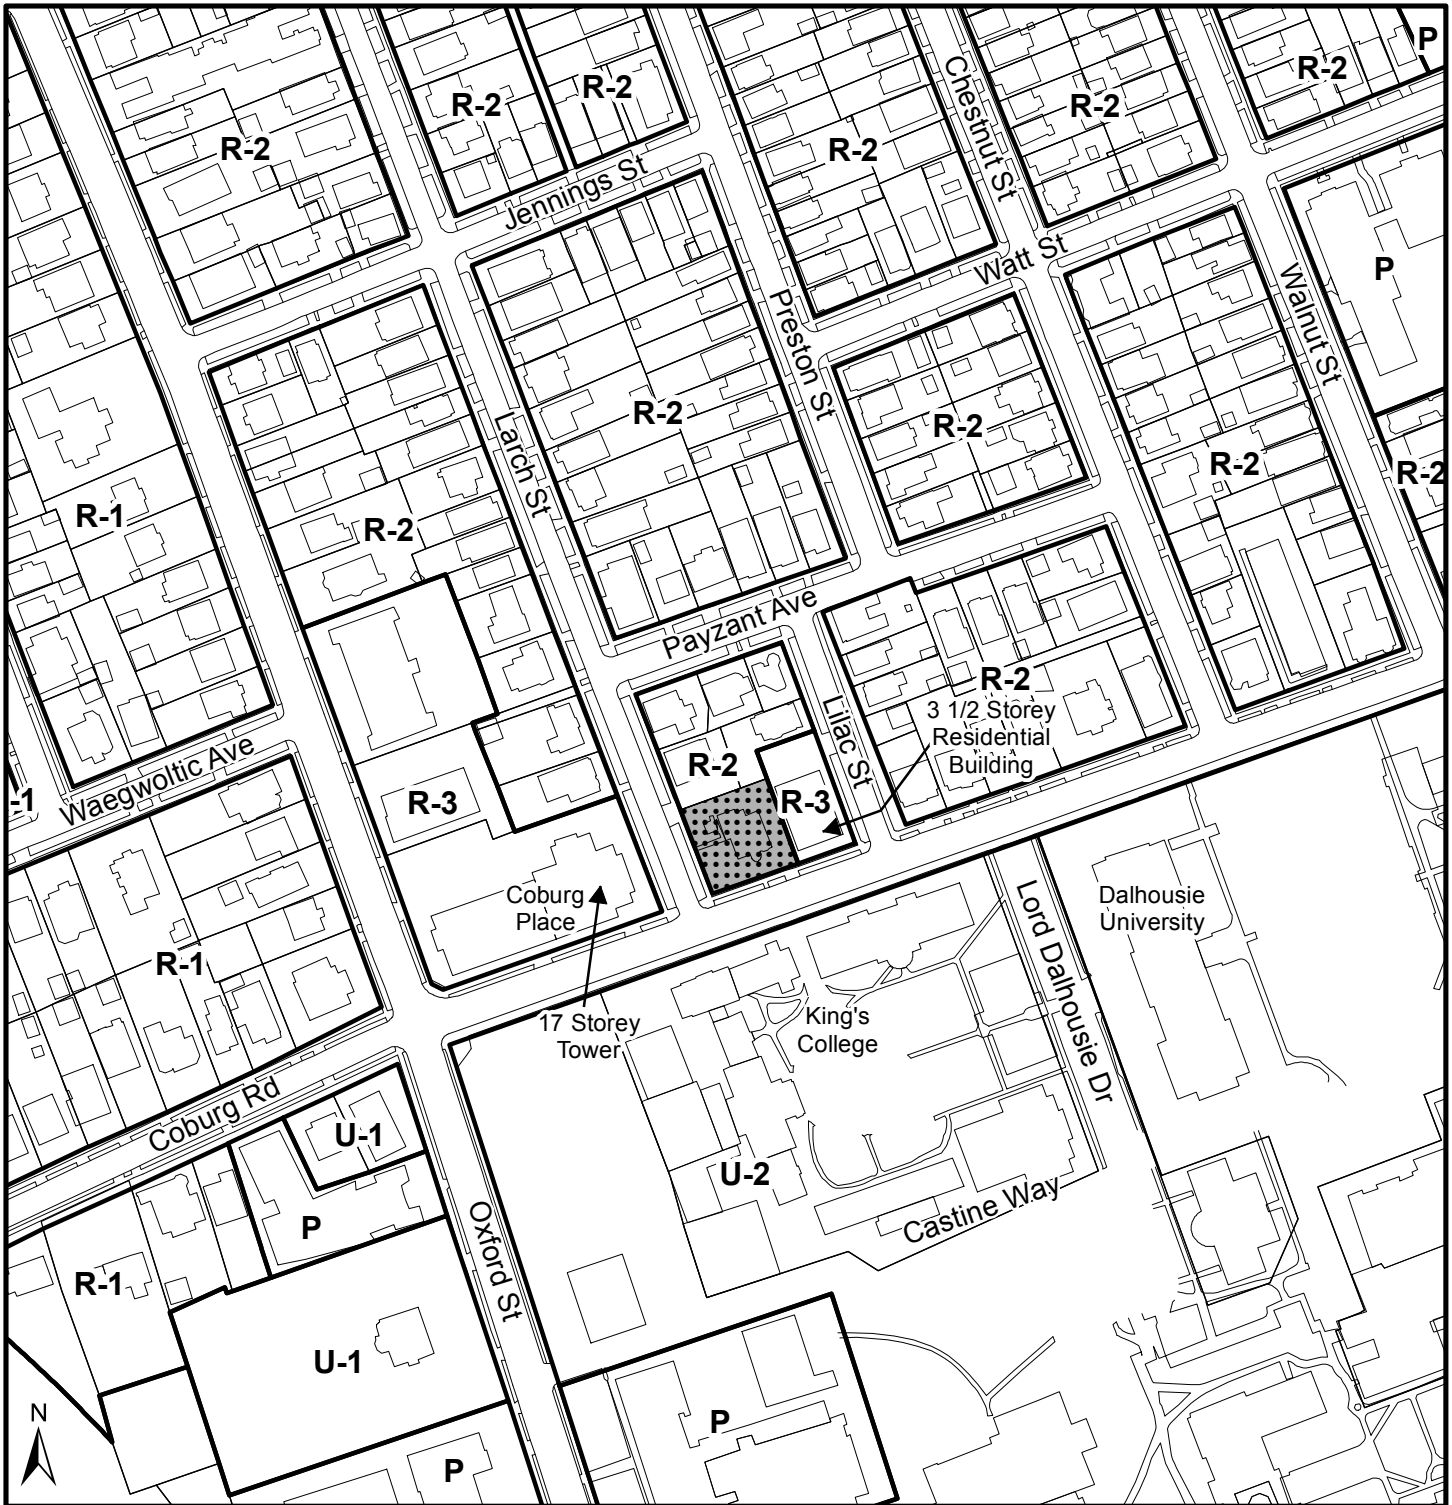 P
R-2
R-2
R-2
R-2
R-2
R-2
Chestnut St
Jennings St
Watt St
P
Walnut St
Preston St
R-2
R-2
Larch St
R-2
R-2
R-1
R-2
Payzant Ave
R-2
3 1/2 Storey
Residential
Building
Lilac St
R-2
Waegwoltic Ave
-1
R-3
R-3
Coburg
Place
Dalhousie
University
Lord Dalhousie Dr
R-1
17 Storey
Tower
King's
College
Coburg Rd
U-1
U-2
Castine Way
Oxford St
P
R-1
U-1
N
P
P